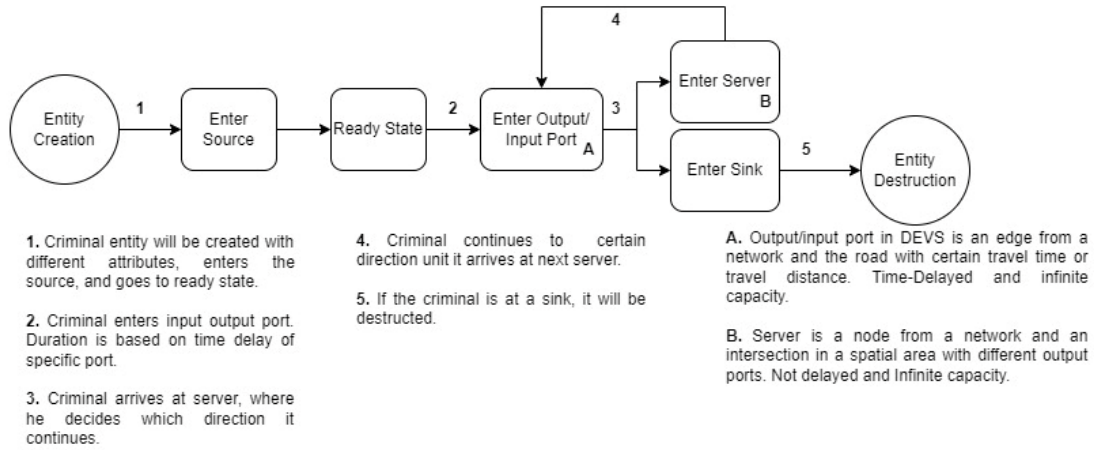 4
Entity
Creation
1
Enter
Source
Ready State
2
Enter Output/
Input Port
A
3
Enter Server
B
Enter Sink
5
Entity
Destruction
1. Criminal entity will be created with
different attributes, enters the
source, and goes to ready state.
2. Criminal enters input output port.
Duration is based on time delay of
specific port.
3. Criminal arrives at server, where
he decides which direction it
continues.
4. Criminal continues to certain
direction unit it arrives at next server.
5. If the criminal is at a sink, it will be
destructed.
A. Output/input port in DEVS is an edge from a
network and the road with certain travel time or
travel distance. Time-Delayed and infinite
capacity.
B. Server is a node from a network and an
intersection in a spatial area with different output
ports. Not delayed and Infinite capacity.